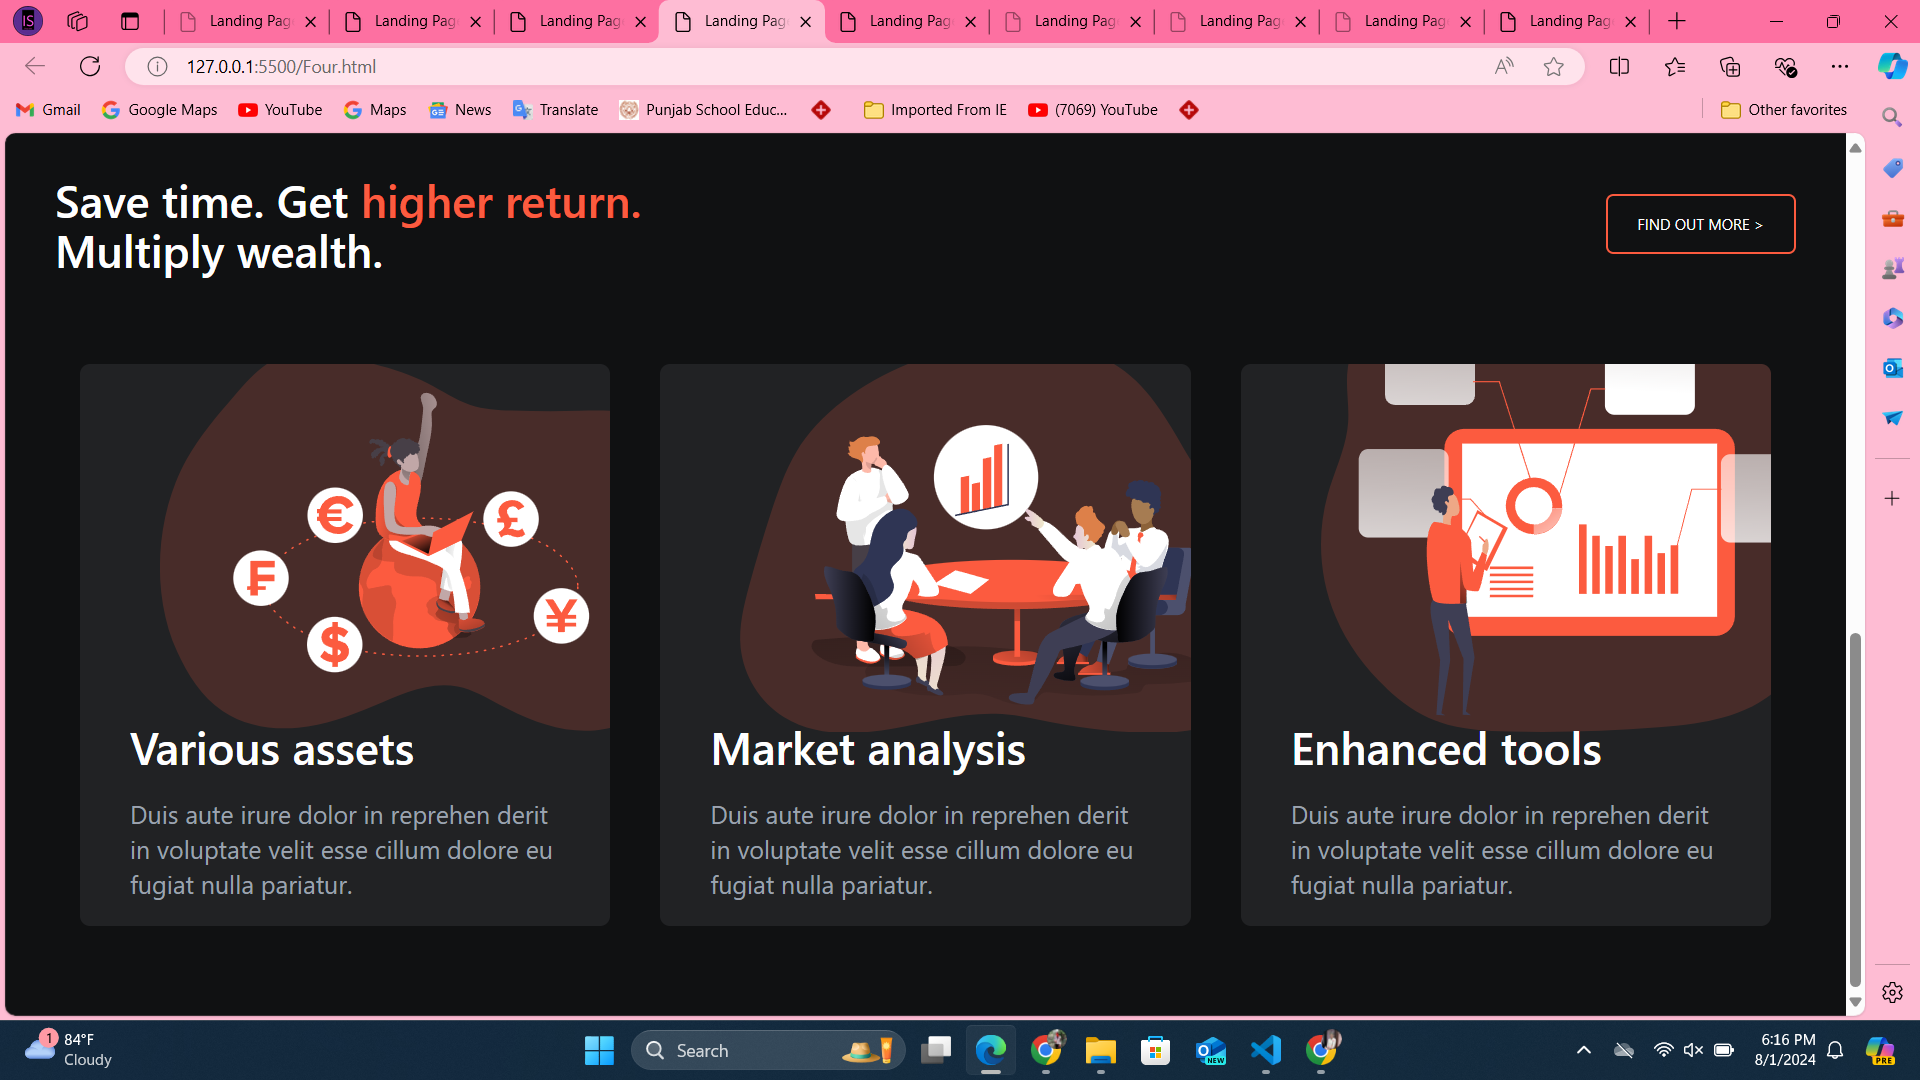 Landing Pag Landing Pag Landing Pag Landing Pag Landing Pag Landing Pag Landing Pag Landing Pag Landing Pag
127.0.0.1:5500/Four.html
Gmail Google Maps YouTube Maps News Translate Punjab School Educ... Imported From IE (7069) YouTube Other favorites
Save time. Get higher return.
Multiply wealth.
FIND OUT MORE >
€ £
₣
$ ¥
Various assets
Duis aute irure dolor in reprehen derit
in voluptate velit esse cillum dolore eu
fugiat nulla pariatur.
Market analysis
Duis aute irure dolor in reprehen derit
in voluptate velit esse cillum dolore eu
fugiat nulla pariatur.
Enhanced tools
Duis aute irure dolor in reprehen derit
in voluptate velit esse cillum dolore eu
fugiat nulla pariatur.
1
84°F
Cloudy
Search
NEW
6:16 PM
8/1/2024
PRE